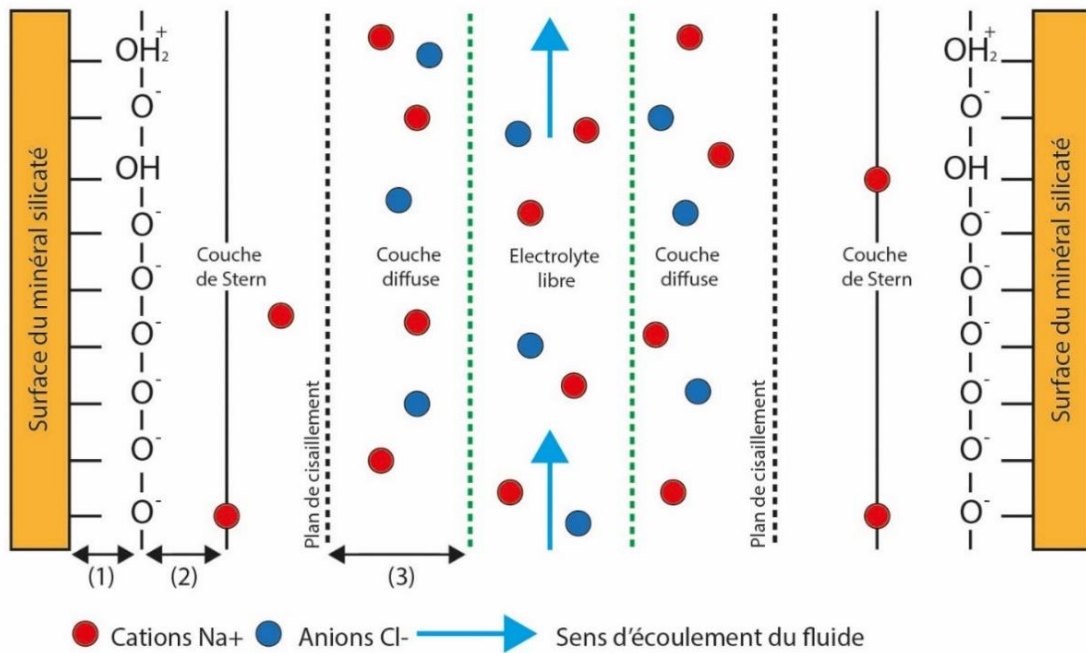 Surface du minéral silicaté
OH₂⁺
O⁻
OH
O⁻
O⁻
O⁻
O⁻
O⁻
O⁻
Couche
de Stern
Plan de cisaillement
Couche
diffuse
Electrolyte
libre
Couche
diffuse
Plan de cisaillement
Couche
de Stern
OH₂⁺
O⁻
OH
O⁻
O⁻
O⁻
O⁻
O⁻
O⁻
Surface du minéral silicaté
(1)
(2)
(3)
Cations Na+
Anions Cl-
Sens d'écoulement du fluide